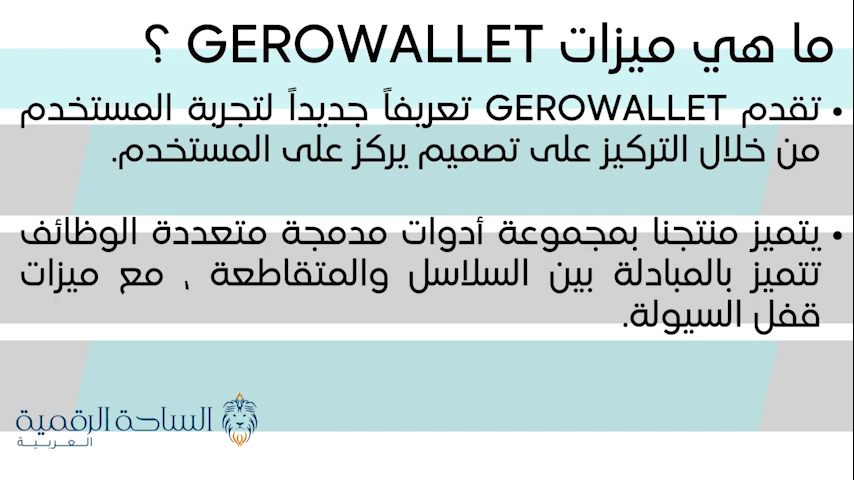 ما هي ميزات GEROWALLET ؟
• تقدم GEROWALLET تعريفاً جديداً لتجربة المستخدم
من خلال التركيز على تصميم يركز على المستخدم.
• يتميز منتجنا بمجموعة أدوات مدمجة متعددة الوظائف
تتميز بالمبادلة بين السلاسل والمتقاطعة ، مع ميزات
قفل السيولة.
الساحة الرقمية
العربية